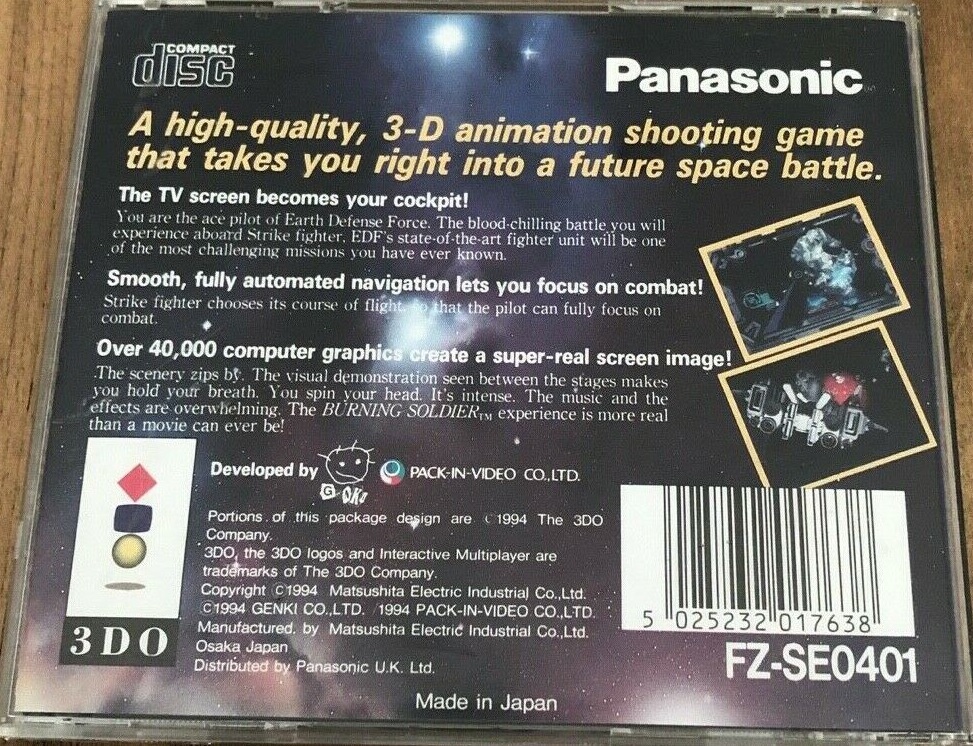 COMPACT
disc
Panasonic
A high-quality, 3-D animation shooting game
that takes you right into a future space battle.
The TV screen becomes your cockpit!
You are the ace pilot of Earth Defense Force. The blood-chilling battle you will
experience aboard Strike fighter, EDF's state-of-the-art fighter unit will be one
of the most challenging missions you have ever known.
Smooth, fully automated navigation lets you focus on combat!
Strike fighter chooses its course of flight, so that the pilot can fully focus on
combat.
Over 40,000 computer graphics create a super-real screen image!
The scenery zips by. The visual demonstration seen between the stages makes
you hold your breath. You spin your head. It's intense. The music and the
effects are overwhelming. The BURNING SOLDIER™ experience is more real
than a movie can ever be!
Developed by
G OKu
PACK-IN-VIDEO CO.,LTD.
Portions of this package design are ©1994 The 3DO
Company.
3DO, the 3DO logos and Interactive Multiplayer are
trademarks of The 3DO Company.
Copyright ©1994 Matsushita Electric Industrial Co.,Ltd.
©1994 GENKI CO.,LTD. 1994 PACK-IN-VIDEO CO.,LTD.
Manufactured. by Matsushita Electric Industrial Co.,Ltd.
Osaka Japan
Distributed by Panasonic U.K. Ltd.
Made in Japan
3DO
5 025232 017638
FZ-SE0401